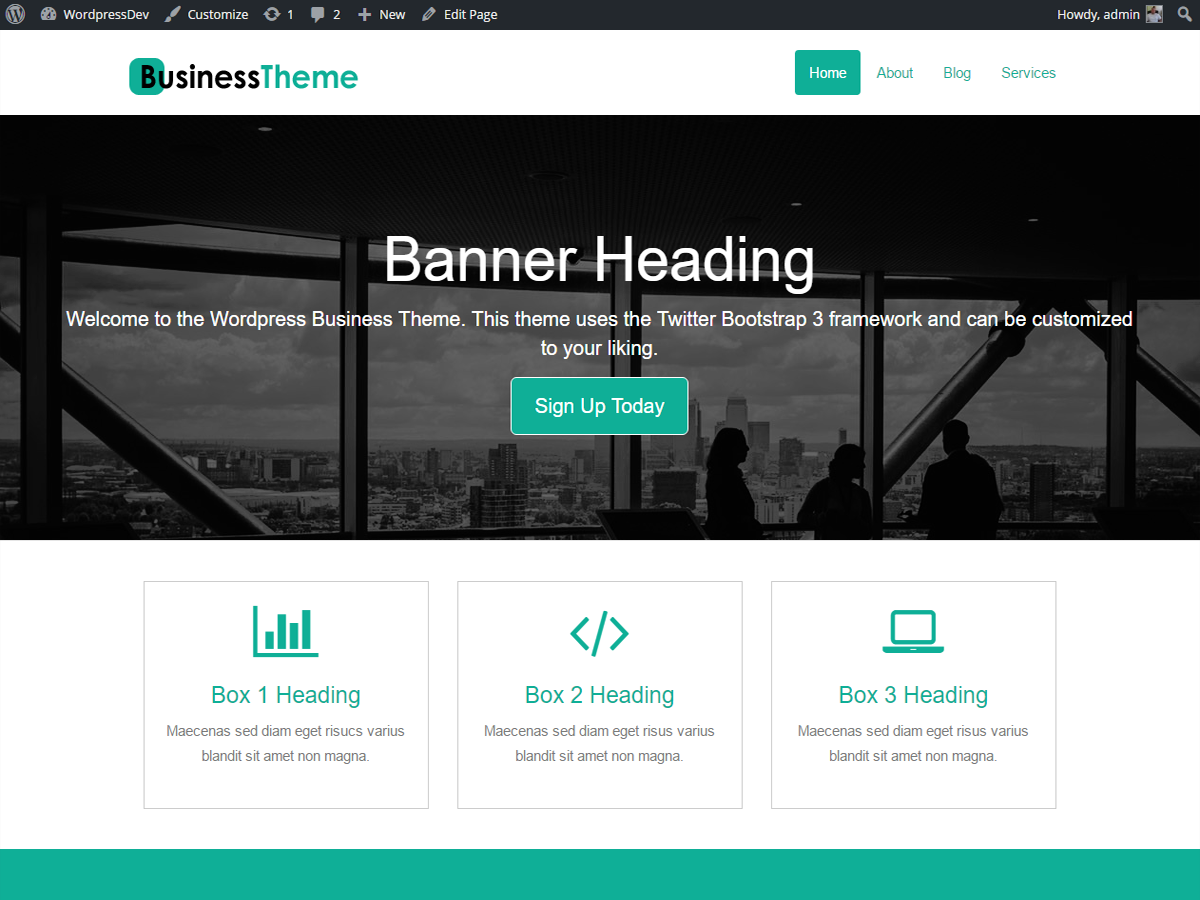 WordpressDev Customize 1 2 New Edit Page Howdy, admin
BusinessTheme
Home About Blog Services
Banner Heading
Welcome to the Wordpress Business Theme. This theme uses the Twitter Bootstrap 3 framework and can be customized
to your liking.
Sign Up Today
Box 1 Heading
Maecenas sed diam eget risucs varius
blandit sit amet non magna.
Box 2 Heading
Maecenas sed diam eget risus varius
blandit sit amet non magna.
Box 3 Heading
Maecenas sed diam eget risus varius
blandit sit amet non magna.